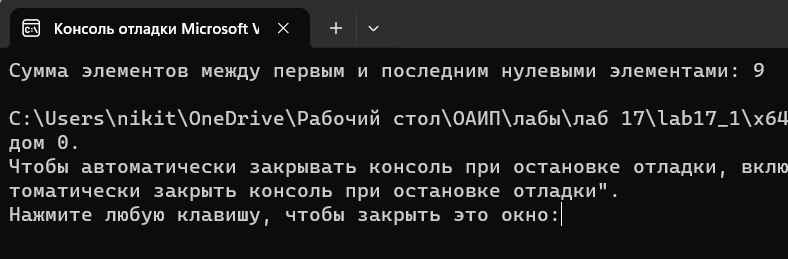 Консоль отладки Microsoft V
Сумма элементов между первым и последним нулевыми элементами: 9
C:\Users\nikit\OneDrive\Рабочий стол\ОАИП\лабы\лаб 17\lab17_1\x64
дом 0.
Чтобы автоматически закрывать консоль при остановке отладки, вклю
томатически закрыть консоль при остановке отладки".
Нажмите любую клавишу, чтобы закрыть это окно: